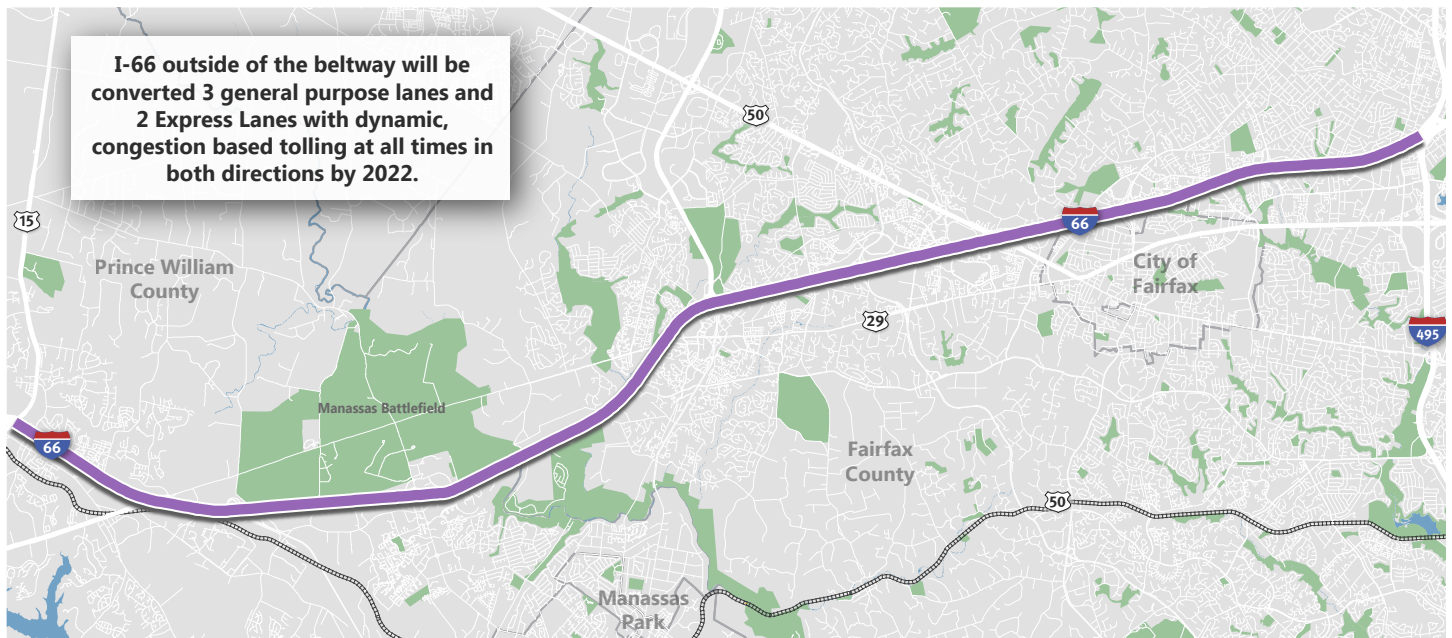 I-66 outside of the beltway will be
converted 3 general purpose lanes and
2 Express Lanes with dynamic,
congestion based tolling at all times in
both directions by 2022.
50
15
66
Prince William
County
City of
Fairfax
29
495
Manassas Battlefield
66
Fairfax
County
50
Manassas
Park